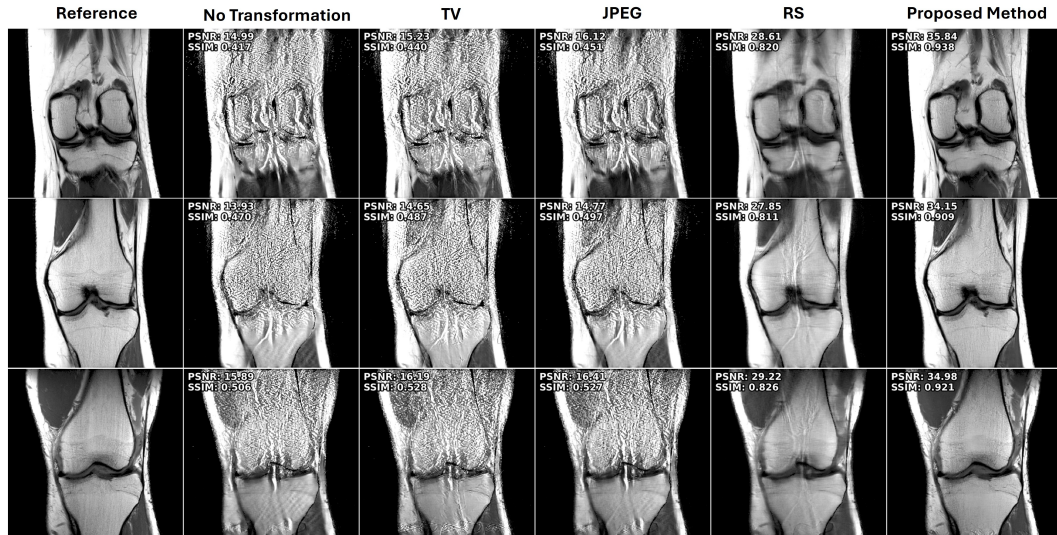 Reference No Transformation TV JPEG RS Proposed Method
PSNR: 14.99 PSNR: 15.23 PSNR: 16.12 PSNR: 28.61 PSNR: 35.84
SSIM: 0.417 SSIM: 0.440 SSIM: 0.451 SSIM: 0.820 SSIM: 0.938
PSNR: 13.93 PSNR: 14.65 PSNR: 14.77 PSNR: 27.85 PSNR: 34.15
SSIM: 0.470 SSIM: 0.487 SSIM: 0.497 SSIM: 0.811 SSIM: 0.909
PSNR: 15.89 PSNR: 16.19 PSNR: 16.41 PSNR: 29.22 PSNR: 34.98
SSIM: 0.506 SSIM: 0.528 SSIM: 0.527 SSIM: 0.826 SSIM: 0.921